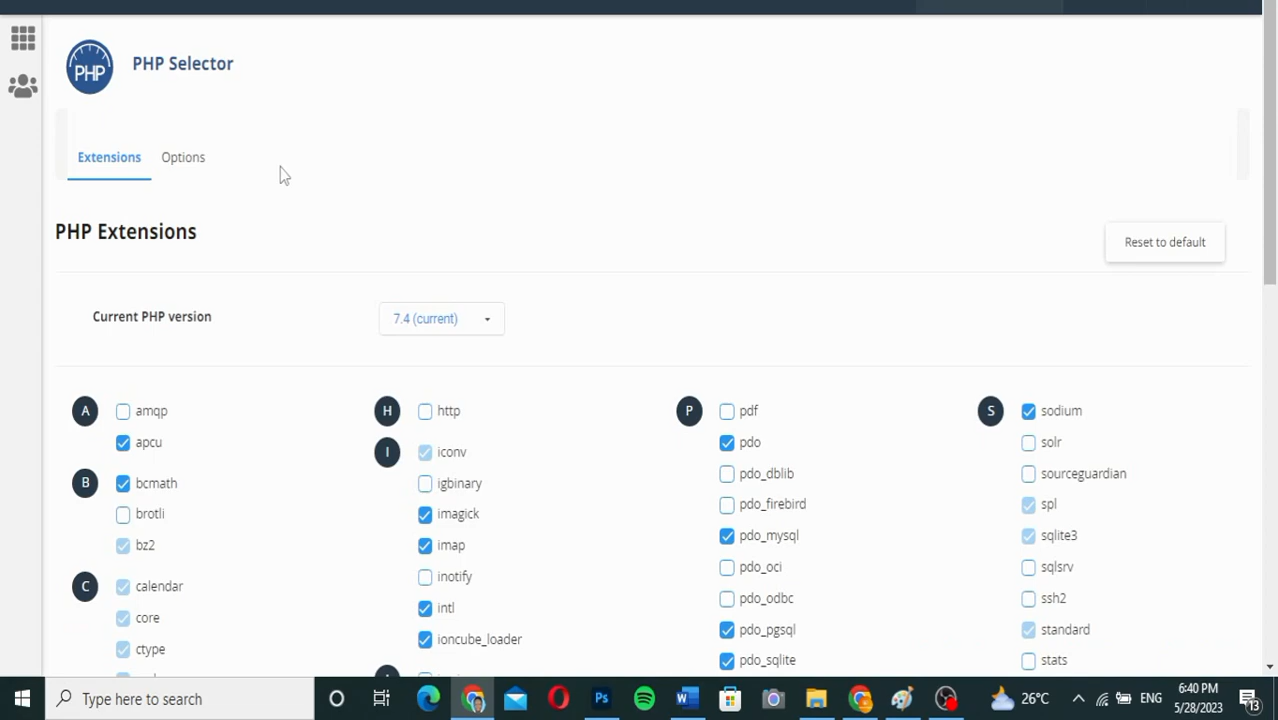 PHP
PHP Selector
Extensions
Options
PHP Extensions
Reset to default
Current PHP version
7.4 (current)
A
amqp
apcu
B
bcmath
brotli
bz2
C
calendar
core
ctype
H
http
I
iconv
igbinary
imagick
imap
inotify
intl
ioncube_loader
P
pdf
pdo
pdo_dblib
pdo_firebird
pdo_mysql
pdo_oci
pdo_odbc
pdo_pgsql
pdo_sqlite
S
sodium
solr
sourceguardian
spl
sqlite3
sqlsrv
ssh2
standard
stats
Type here to search
Ps
W
26°C
ENG
6:40 PM
5/28/2023
13